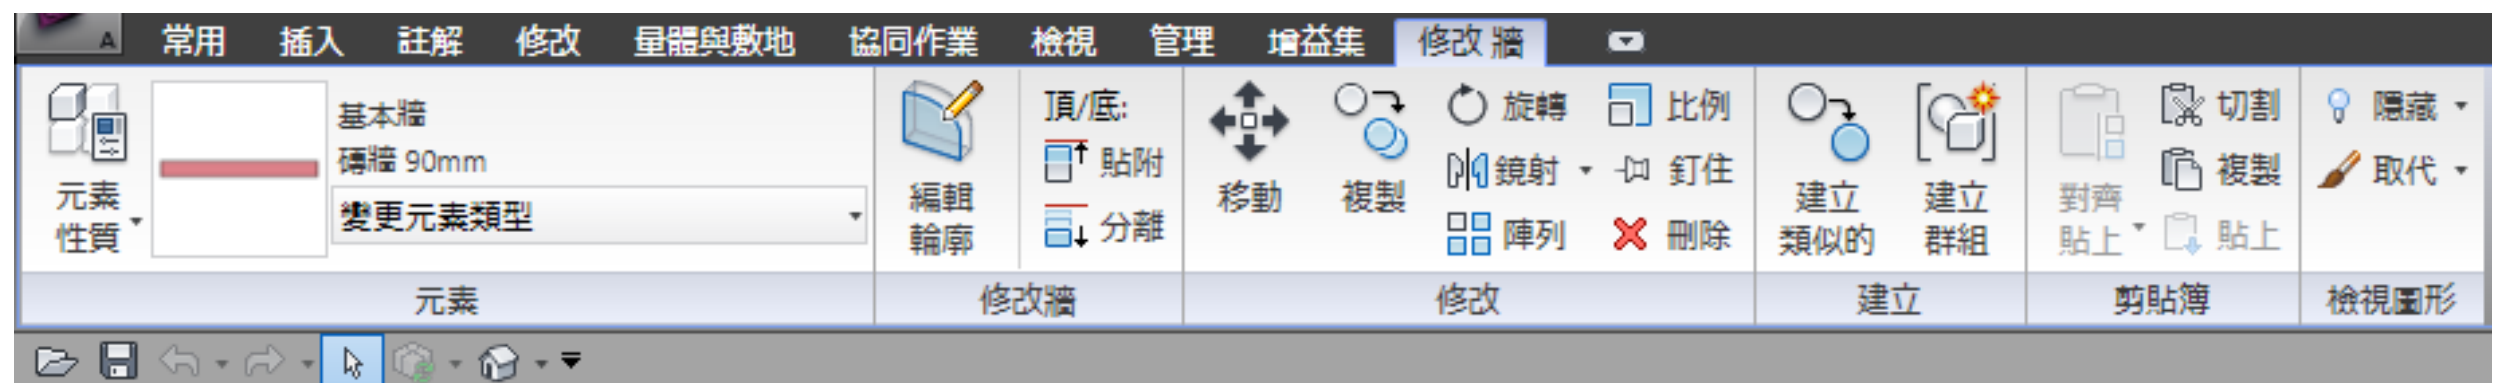 A 常用 插入 註解 修改 量體與敷地 協同作業 檢視 管理 增益集 修改 牆
元素
性質
基本牆
磚牆 90mm
變更元素類型
元素
編輯
輪廓
頂/底:
貼附
分離
修改牆
移動
複製
旋轉
鏡射
陣列
比例
釘住
刪除
修改
建立
類似的
建立
群組
建立
對齊
貼上
切割
複製
貼上
剪貼簿
隱藏
取代
檢視圖形